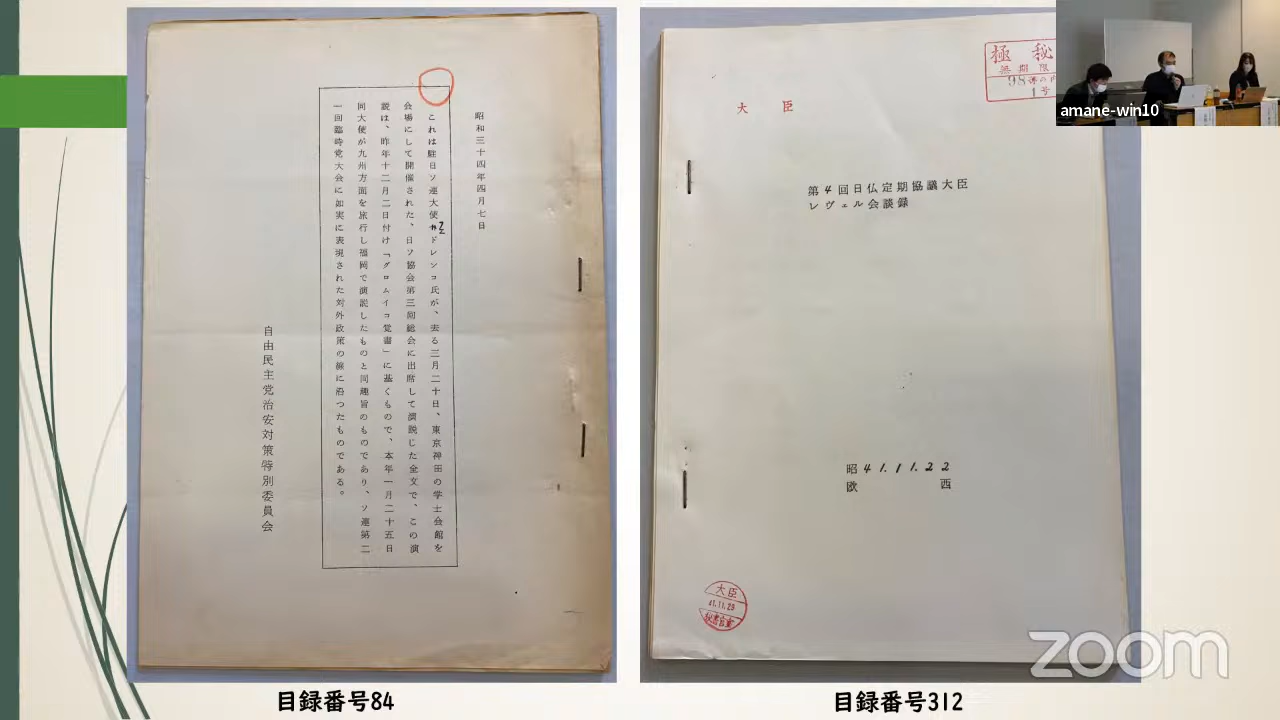 昭和三十四年四月七日
これは駐日ソ連大使フエドレンコ氏が、去る三月二十日、東京神田の学士会館を
会場にして開催された、日ソ協会第三回総会に出席して演説した全文で、この演
説は、昨年十二月二日付け「グロムイコ覚書」に基くもので、本年一月二十五日
同大使が九州方面を旅行し福岡で演説したものと同趣旨のものであり、ソ連第二
一回臨時党大会に如実に表現された対外政策の線に沿つたものである。
自由民主党治安対策特別委員会
目録番号84
極秘
無期限
1号
大臣
第4回日仏定期協議大臣
レヴェル会談録
昭41.11.22
欧西
大臣
41.11.28
目録番号312
amane-win10
zoom